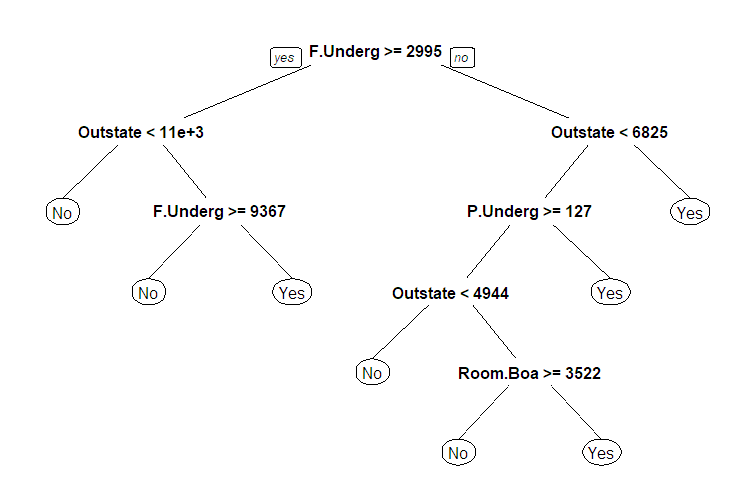 yes F.Underg >= 2995 no
Outstate < 11e+3 Outstate < 6825
No F.Underg >= 9367 P.Underg >= 127 Yes
No Yes Outstate < 4944 Yes
No Room.Boa >= 3522
No Yes